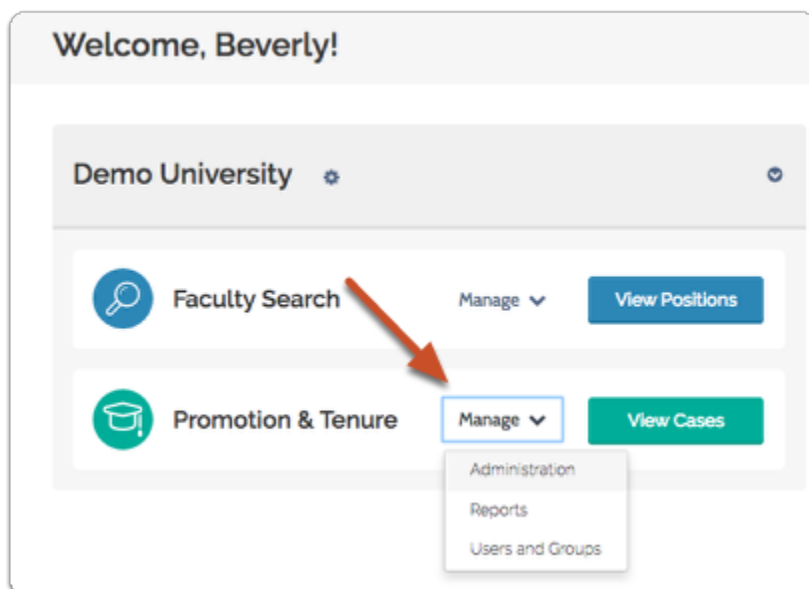 Welcome, Beverly!
Demo University
Faculty Search Manage View Positions
Promotion & Tenure Manage View Cases
Administration
Reports
Users and Groups